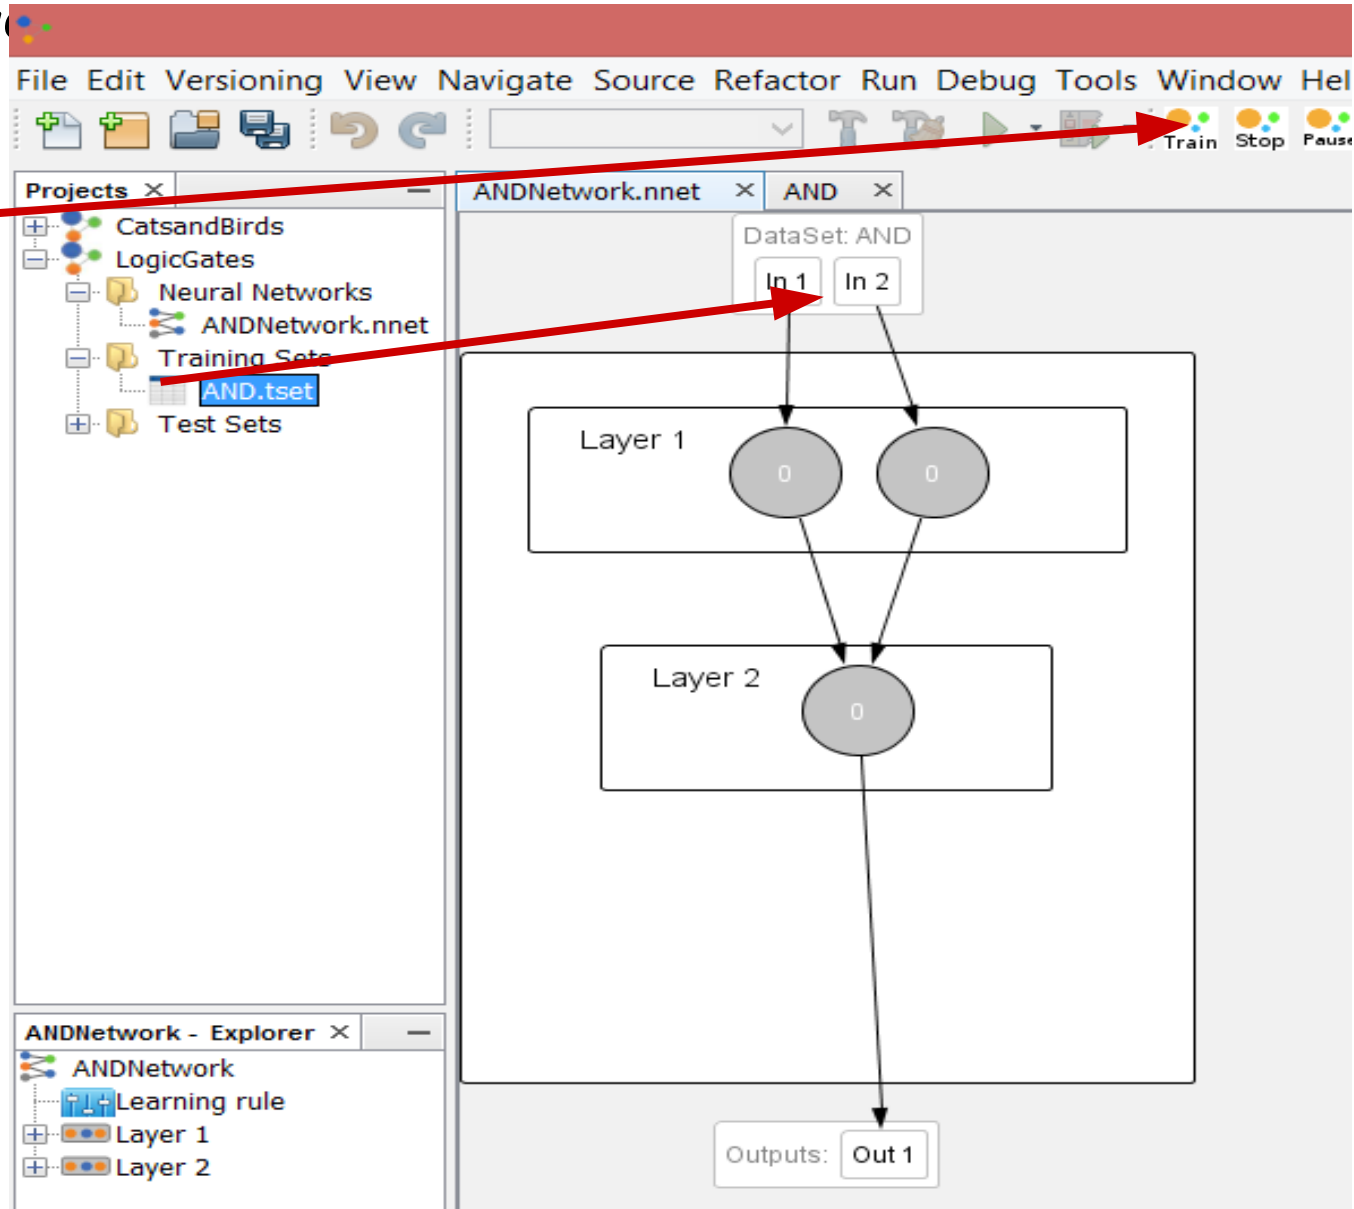 File Edit Versioning View Navigate Source Refactor Run Debug Tools Window Hel
Train Stop Pause
Projects
ANDNetwork.nnet AND
CatsandBirds
LogicGates
Neural Networks
ANDNetwork.nnet
Training Sets
AND.tset
Test Sets
DataSet: AND
In 1 In 2
Layer 1
0 0
Layer 2
0
Outputs: Out 1
ANDNetwork - Explorer
ANDNetwork
Learning rule
Layer 1
Layer 2